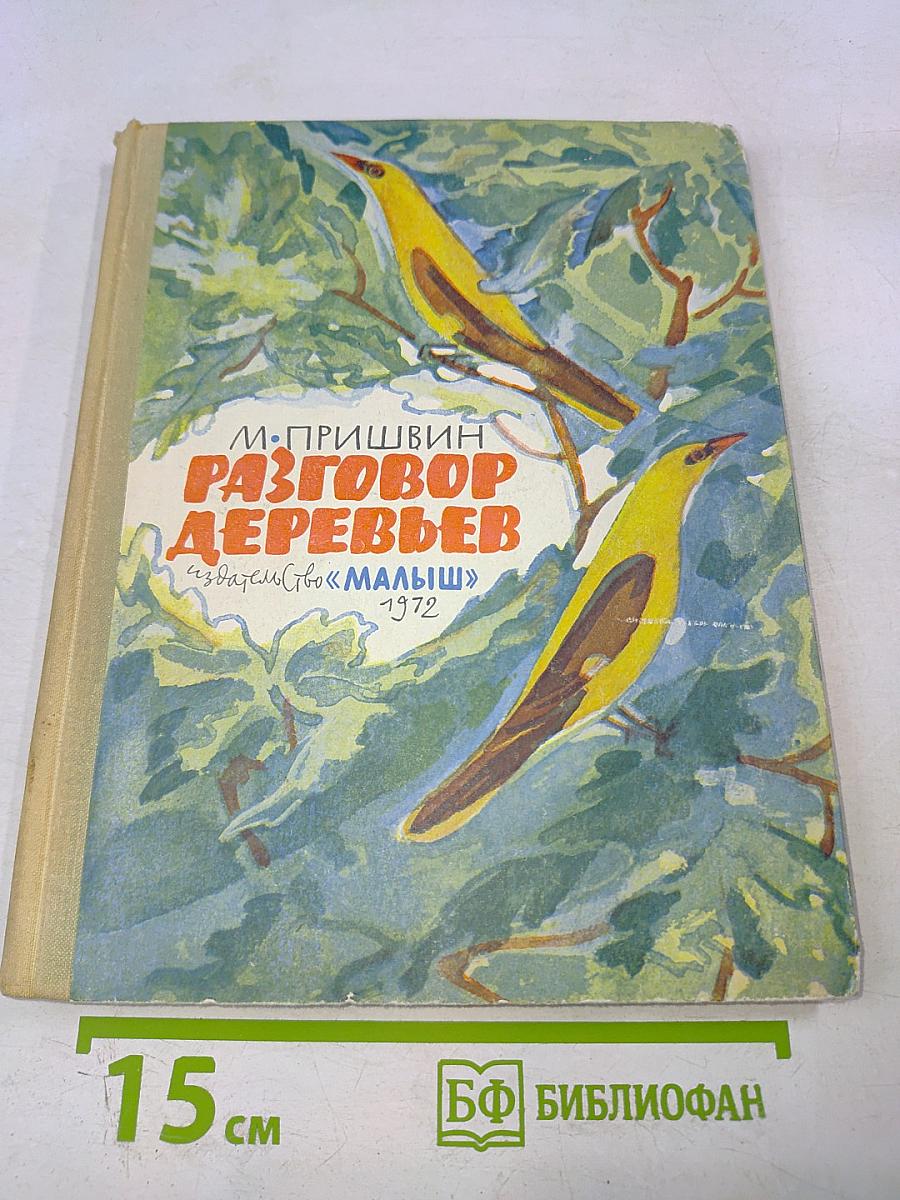 М. ПРИШВИН
РАЗГОВОР
ДЕРЕВЬЕВ
издательство «МАЛЫШ»
1972
15 см
БФ БИБЛИОФАН